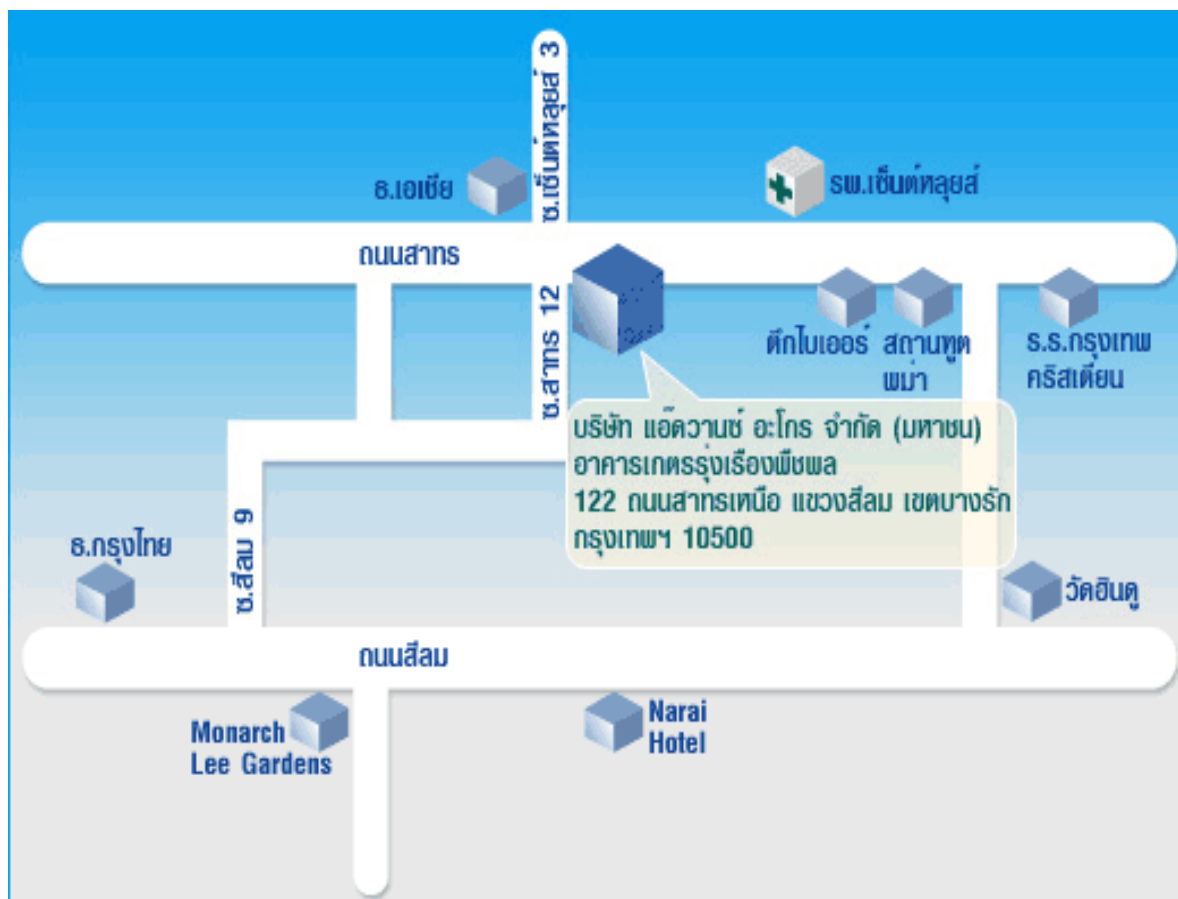 ซ.เซ็นต์หลุยส์ 3
ธ.เอเชีย
รพ.เซ็นต์หลุยส์
ถนนสาทร
ซ.สาทร 12
ตึกไบเออร์
สถานทูต
พม่า
ร.ร.กรุงเทพ
คริสเตียน
บริษัท แอ๊ดวานซ์ อะโกร จำกัด (มหาชน)
อาคารเกษตรรุ่งเรืองพืชผล
122 ถนนสาทรเหนือ แขวงสีลม เขตบางรัก
กรุงเทพฯ 10500
ธ.กรุงไทย
ซ.สีลม 9
วัดฮินดู
ถนนสีลม
Monarch
Lee Gardens
Narai
Hotel